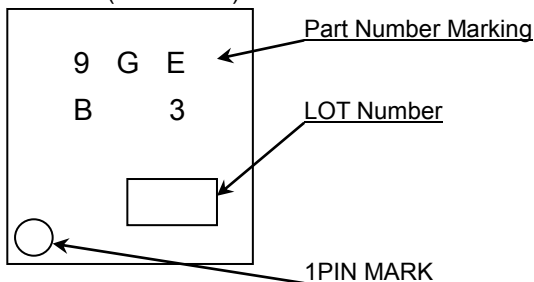 Part Number Marking
9 G E
B 3
LOT Number
1PIN MARK